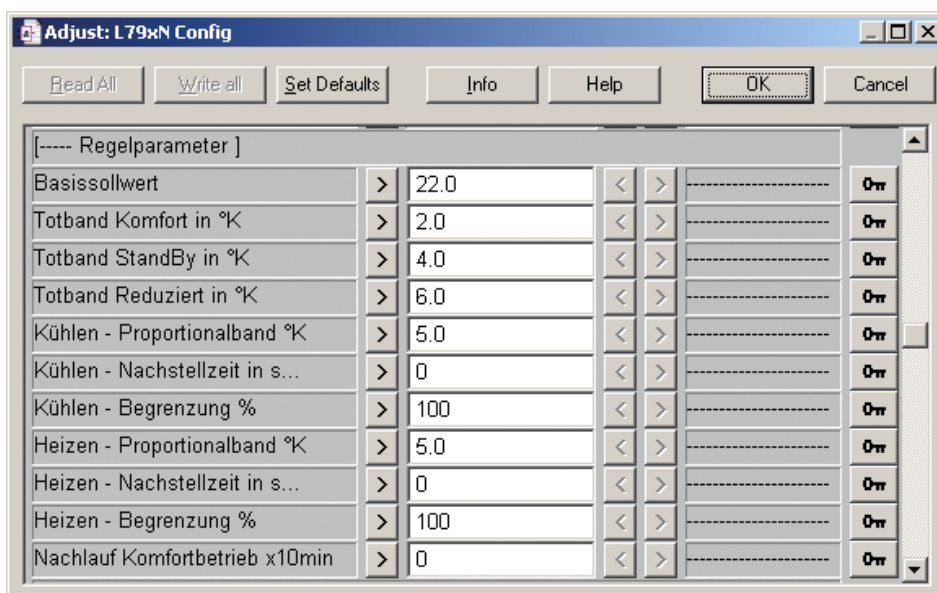 Adjust: L79xN Config
Read All Write all Set Defaults Info Help OK Cancel
[----- Regelparameter ]
Basissollwert > 22.0 < > ----------------------
Totband Komfort in °K > 2.0 < > ----------------------
Totband StandBy in °K > 4.0 < > ----------------------
Totband Reduziert in °K > 6.0 < > ----------------------
Kühlen - Proportionalband °K > 5.0 < > ----------------------
Kühlen - Nachstellzeit in s... > 0 < > ----------------------
Kühlen - Begrenzung % > 100 < > ----------------------
Heizen - Proportionalband °K > 5.0 < > ----------------------
Heizen - Nachstellzeit in s... > 0 < > ----------------------
Heizen - Begrenzung % > 100 < > ----------------------
Nachlauf Komfortbetrieb x10min > 0 < > ----------------------